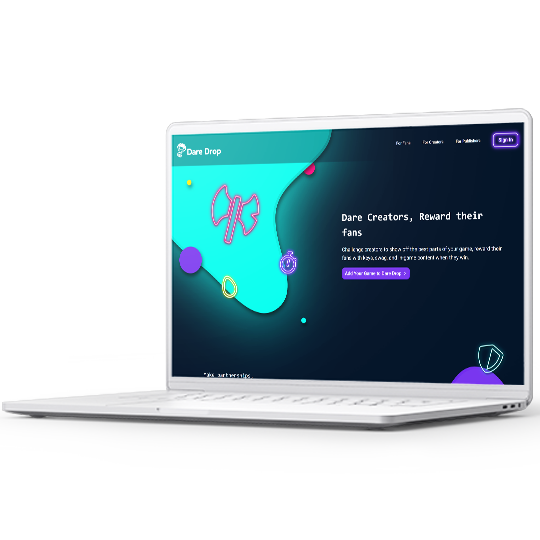 Dare Drop
For Fans
For Creators
For Publishers
Sign In
Dare Creators, Reward their
fans
Challenge creators to show off the best parts of your game, reward their
fans with keys, swag, and in-game content when they win.
Add Your Game to Dare Drop >
Make partnerships